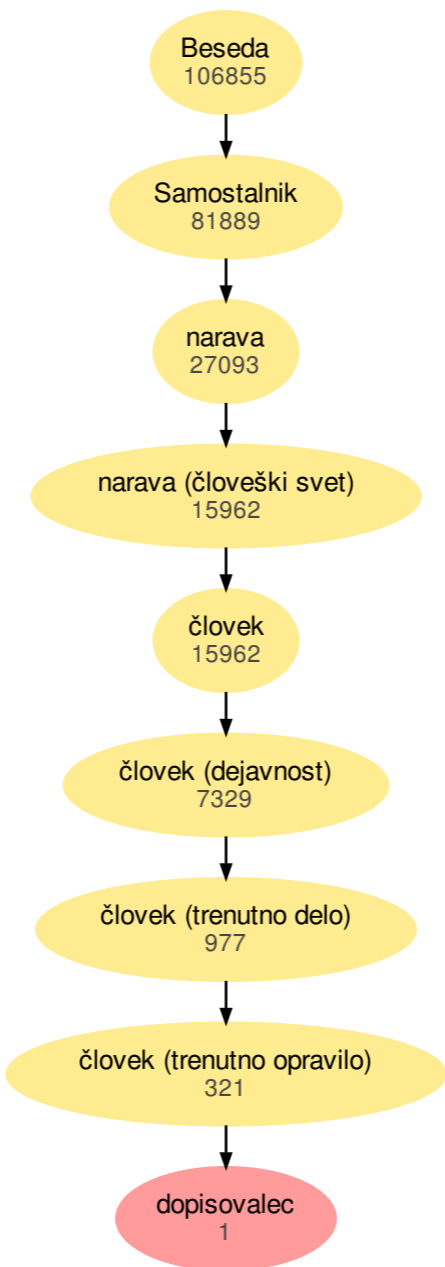 Beseda
106855
Samostalnik
81889
narava
27093
narava (človeški svet)
15962
človek
15962
človek (dejavnost)
7329
človek (trenutno delo)
977
človek (trenutno opravilo)
321
dopisovalec
1